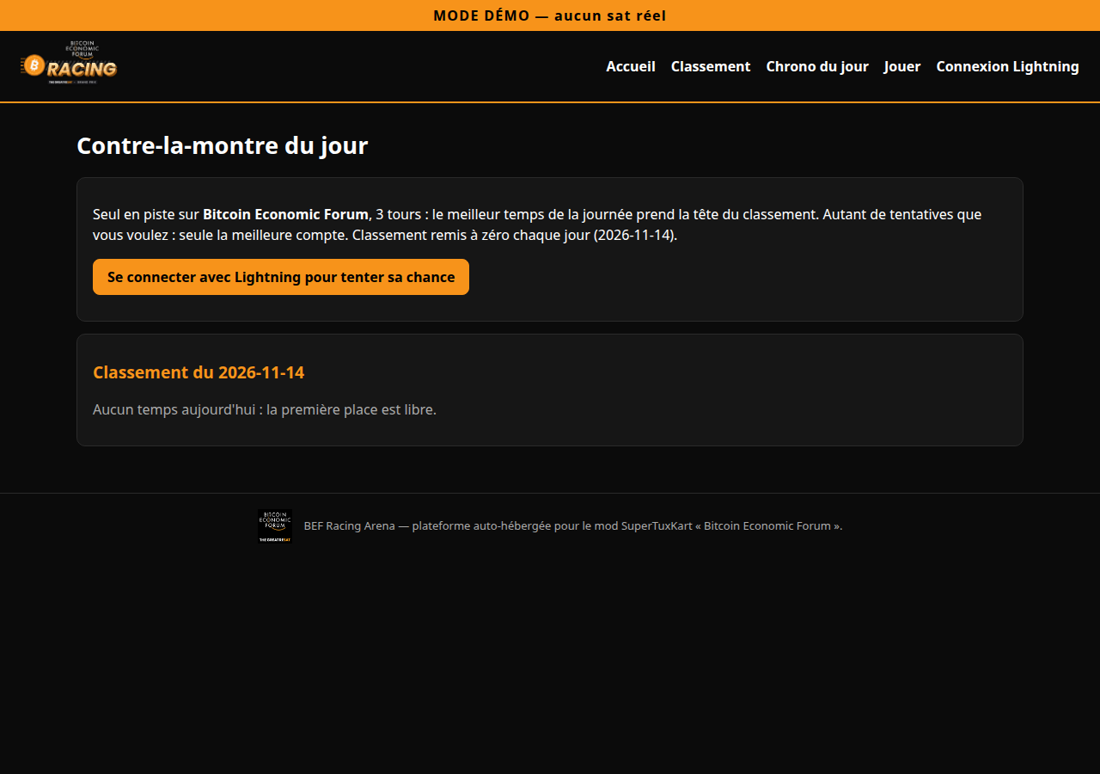 MODE DÉMO — aucun sat réel
BITCOIN
ECONOMIC
FORUM
RACING
Accueil Classement Chrono du jour Jouer Connexion Lightning
Contre-la-montre du jour
Seul en piste sur Bitcoin Economic Forum, 3 tours : le meilleur temps de la journée prend la tête du classement. Autant de tentatives que
vous voulez : seule la meilleure compte. Classement remis à zéro chaque jour (2026-11-14).
Se connecter avec Lightning pour tenter sa chance
Classement du 2026-11-14
Aucun temps aujourd'hui : la première place est libre.
BITCOIN
ECONOMIC
FORUM
THE GREATRESAT
BEF Racing Arena — plateforme auto-hébergée pour le mod SuperTuxKart « Bitcoin Economic Forum ».